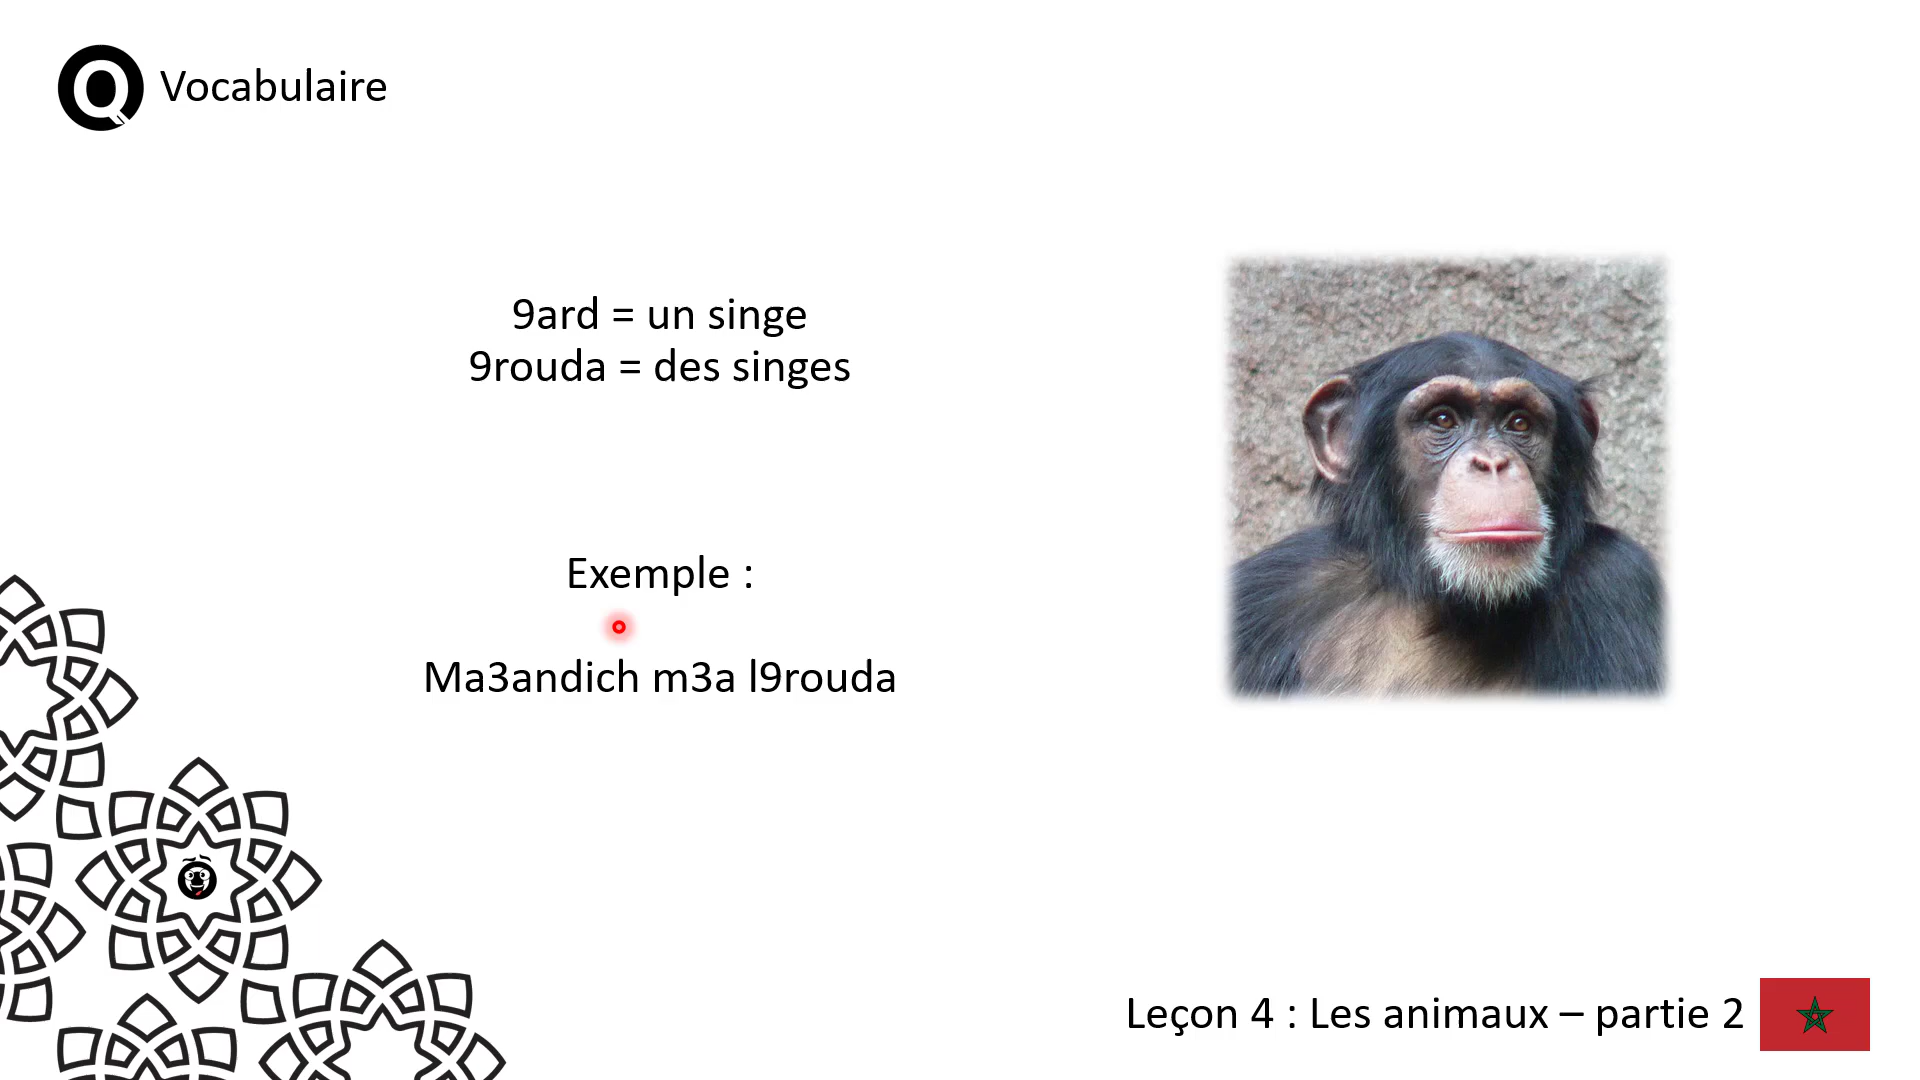 Q Vocabulaire
9ard = un singe
9rouda = des singes
Exemple :
Ma3andich m3a l9rouda
Leçon 4 : Les animaux – partie 2